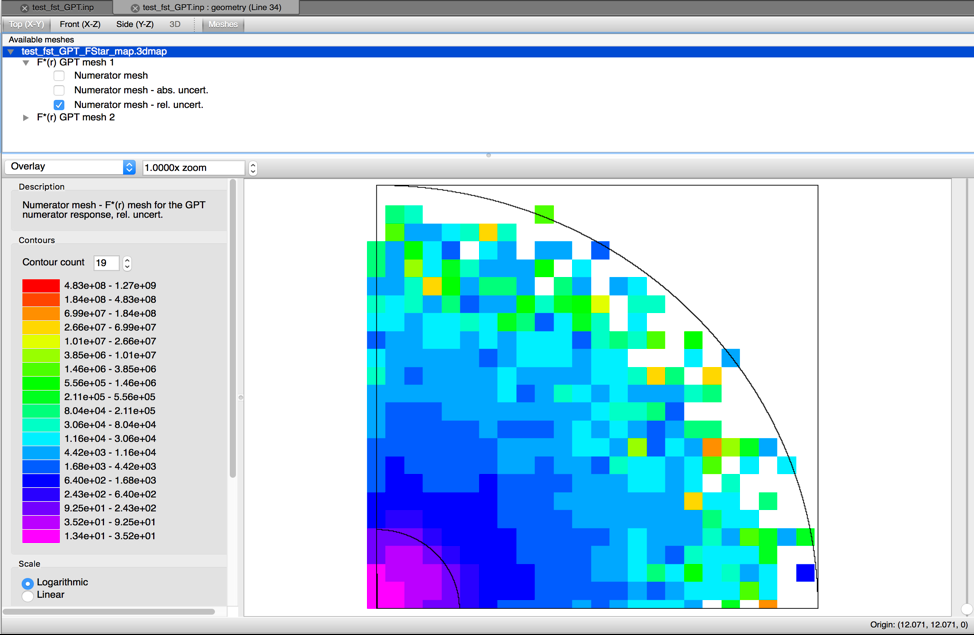 test_fst_GPT.inp
test_fst_GPT.inp : geometry (Line 34)
Top (X-Y) Front (X-Z) Side (Y-Z) 3D Meshes
Available meshes
test_fst_GPT_FStar_map.3dmap
F*(r) GPT mesh 1
Numerator mesh
Numerator mesh - abs. uncert.
Numerator mesh - rel. uncert.
F*(r) GPT mesh 2
Overlay 1.0000x zoom
Description
Numerator mesh - F*(r) mesh for the GPT
numerator response, rel. uncert.
Contours
Contour count 19
4.83e+08 - 1.27e+09
1.84e+08 - 4.83e+08
6.99e+07 - 1.84e+08
2.66e+07 - 6.99e+07
1.01e+07 - 2.66e+07
3.85e+06 - 1.01e+07
1.46e+06 - 3.85e+06
5.56e+05 - 1.46e+06
2.11e+05 - 5.56e+05
8.04e+04 - 2.11e+05
3.06e+04 - 8.04e+04
1.16e+04 - 3.06e+04
4.42e+03 - 1.16e+04
1.68e+03 - 4.42e+03
6.40e+02 - 1.68e+03
2.43e+02 - 6.40e+02
9.25e+01 - 2.43e+02
3.52e+01 - 9.25e+01
1.34e+01 - 3.52e+01
Scale
Logarithmic
Linear
Origin: (12.071, 12.071, 0)